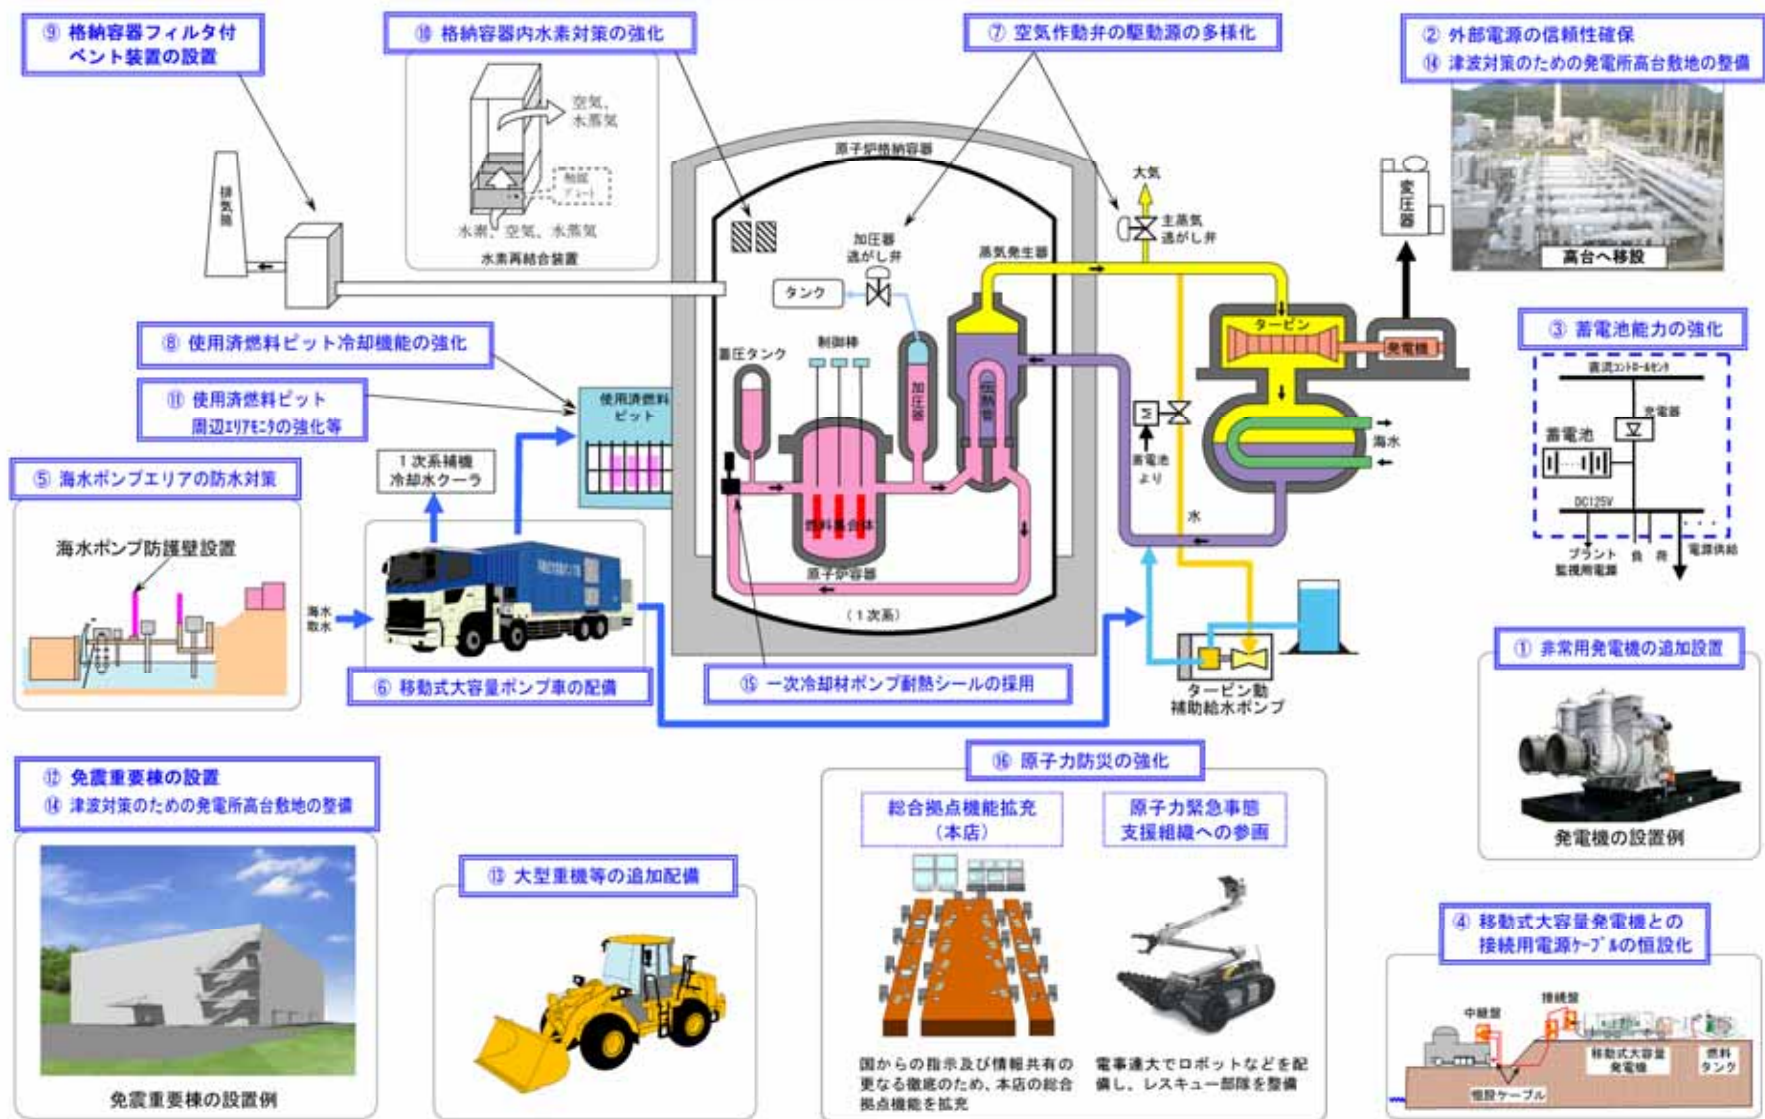 ⑨ 格納容器フィルタ付
ベント装置の設置
⑩ 格納容器内水素対策の強化
空気、
水蒸気
水素、空気、水蒸気
水素再結合装置
⑦ 空気作動弁の駆動源の多様化
② 外部電源の信頼性確保
⑭ 津波対策のための発電所高台敷地の整備
高台へ移設
排気筒
原子炉格納容器
大気
主蒸気
逃がし弁
変圧器
加圧器
逃がし弁
タンク
蒸気発生器
タービン
発電機
⑧ 使用済燃料ピット冷却機能の強化
⑪ 使用済燃料ピット
周辺エリアモニタの強化等
使用済燃料
ピット
蓄圧タンク
制御棒
加圧器
伝熱管
燃料集合体
原子炉容器
(1次系)
M
蓄電池
より
海水
水
③ 蓄電池能力の強化
直流コントロールセンタ
充電器
蓄電池
DC125V
プラント
監視用電源
負 荷
電源供給
⑤ 海水ポンプエリアの防水対策
海水ポンプ防護壁設置
1次系補機
冷却水クーラ
海水
取水
⑥ 移動式大容量ポンプ車の配備
⑮ 一次冷却材ポンプ耐熱シールの採用
タービン動
補助給水ポンプ
① 非常用発電機の追加設置
発電機の設置例
⑫ 免震重要棟の設置
⑭ 津波対策のための発電所高台敷地の整備
免震重要棟の設置例
⑬ 大型重機等の追加配備
⑯ 原子力防災の強化
総合拠点機能拡充
(本店)
国からの指示及び情報共有の
更なる徹底のため、本店の総合
拠点機能を拡充
原子力緊急事態
支援組織への参画
電事連大でロボットなどを配
備し、レスキュー部隊を整備
④ 移動式大容量発電機との
接続用電源ケーブルの恒設化
中継盤
接続盤
移動式大容量
発電機
燃料
タンク
恒設ケーブル